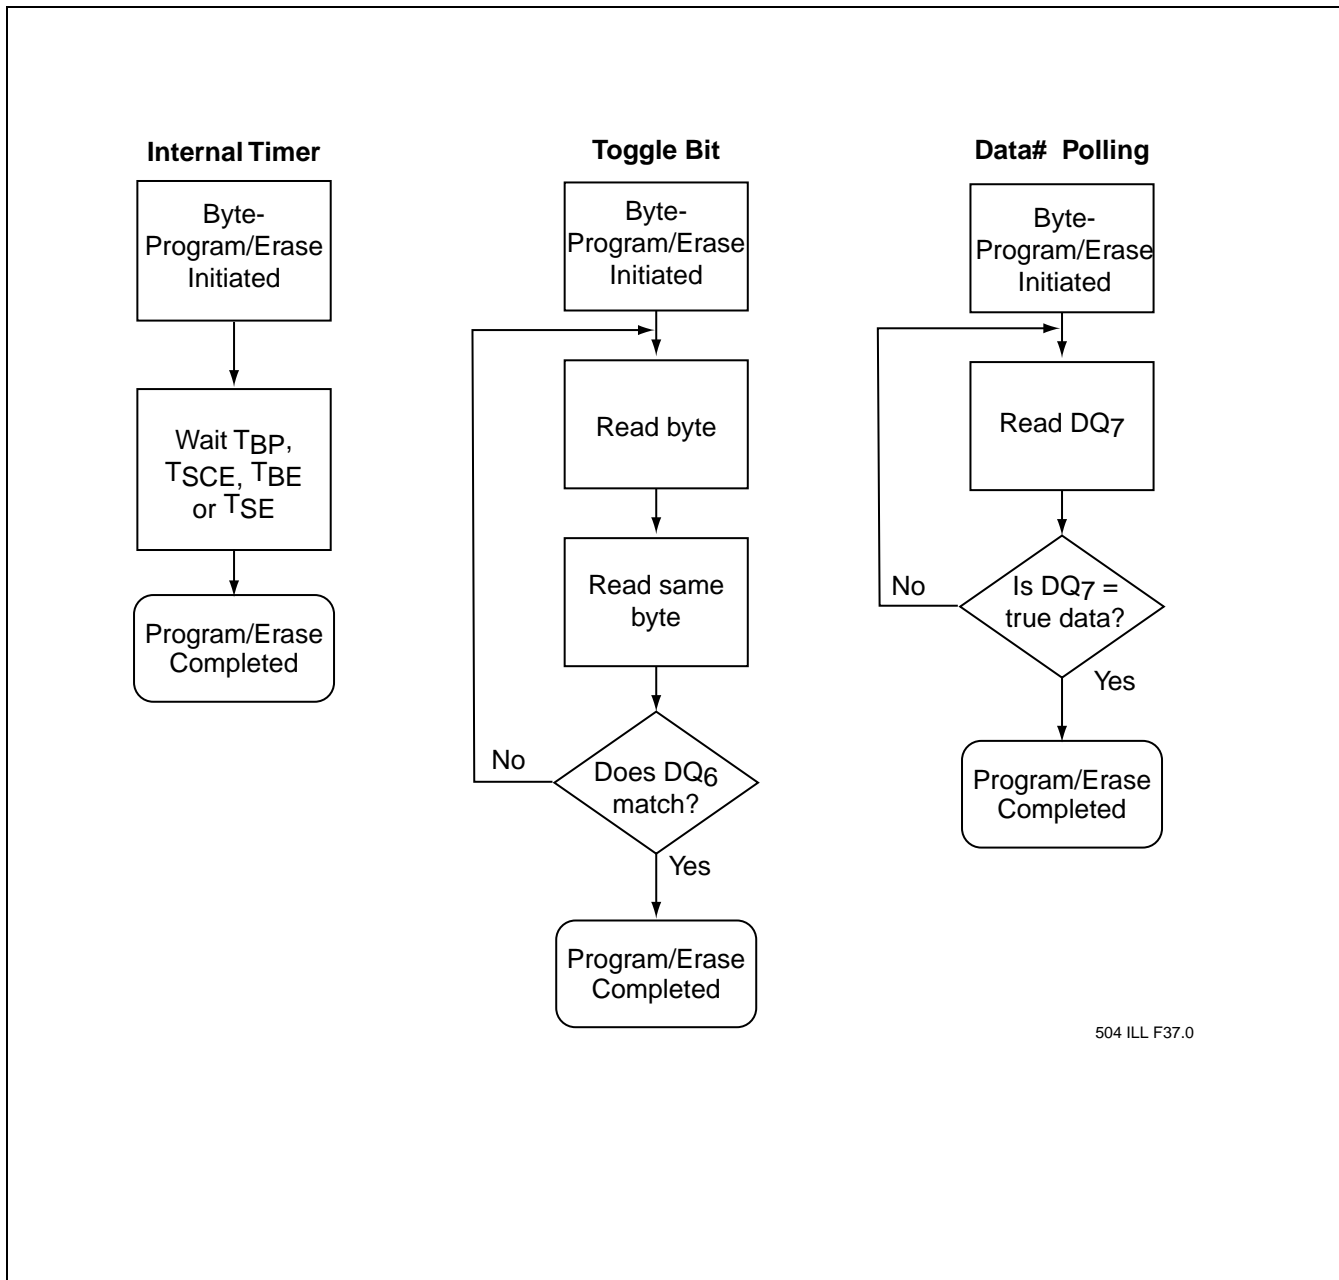 Internal Timer
Byte-
Program/Erase
Initiated
Wait TBP,
TSCE, TBE
or TSE
Program/Erase
Completed
Toggle Bit
Byte-
Program/Erase
Initiated
Read byte
Read same
byte
No
Does DQ6
match?
Yes
Program/Erase
Completed
Data# Polling
Byte-
Program/Erase
Initiated
Read DQ7
No
Is DQ7 =
true data?
Yes
Program/Erase
Completed
504 ILL F37.0